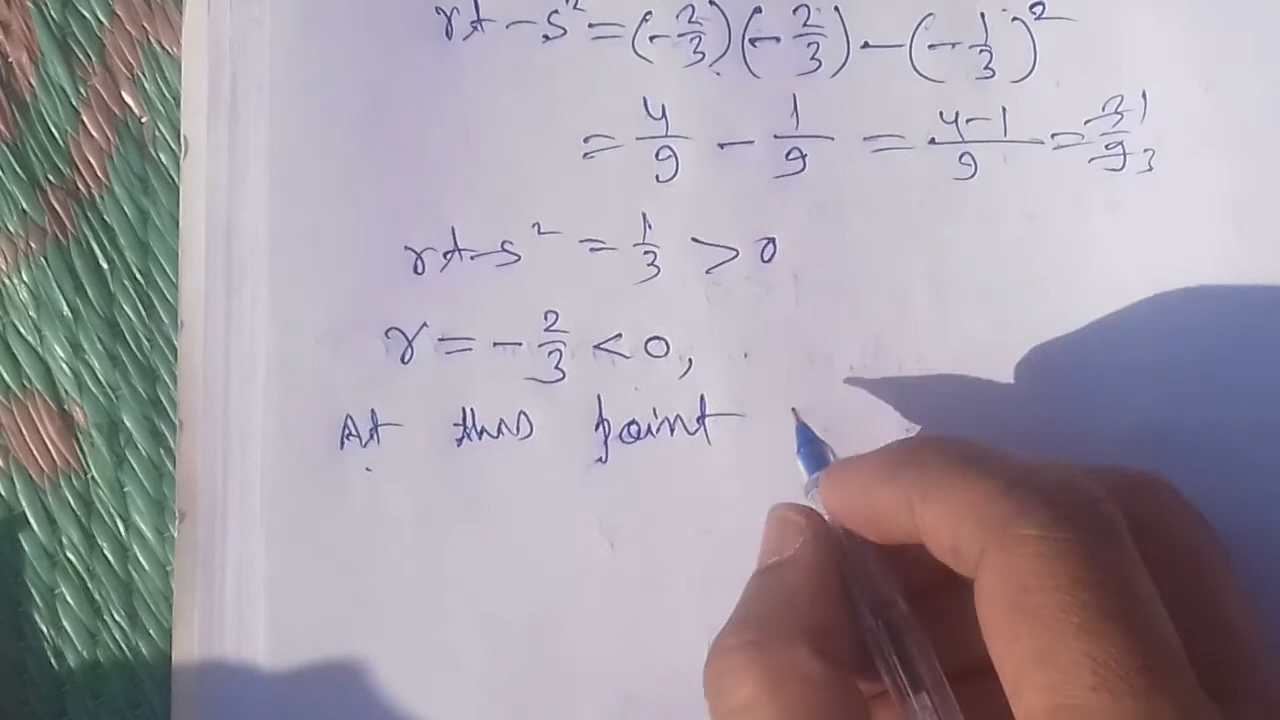 rt - s² = (-2/3)(-2/3) - (-1/3)²
= 4/9 - 1/9 = 4-1/9 = 3/9 1/3
rt-s² = 1/3 > 0
r = -2/3 < 0,
At this point